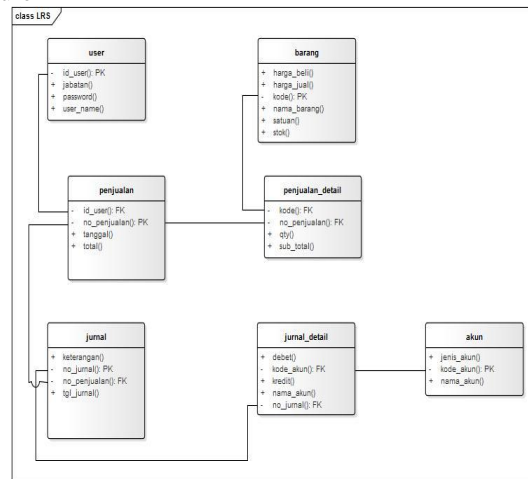 class LRS
user
- id_user(): PK
+ jabatan()
+ password()
+ user_name()
barang
+ harga_beli()
+ harga_jual()
- kode(): PK
+ nama_barang()
+ satuan()
+ stok()
penjualan
- id_user(): FK
- no_penjualan(): PK
+ tanggal()
+ total()
penjualan_detail
- kode(): FK
- no_penjualan(): FK
+ qty()
+ sub_total()
jurnal
+ keterangan()
- no_jurnal(): PK
- no_penjualan(): FK
+ tgl_jurnal()
jurnal_detail
+ debet()
- kode_akun(): FK
+ kredit()
+ nama_akun()
- no_jurnal(): FK
akun
+ jenis_akun()
- kode_akun(): PK
+ nama_akun()